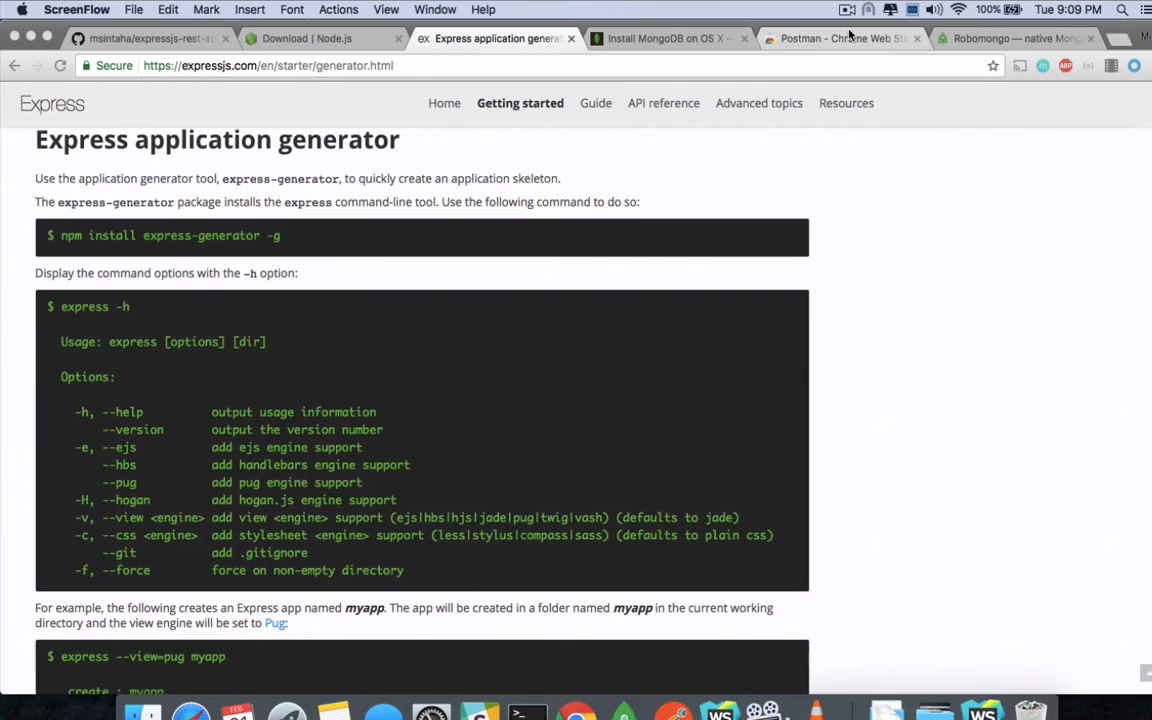 ScreenFlow File Edit Mark Insert Font Actions View Window Help 100% Tue 9:09 PM
msintaha/expressjs-rest-ap Download | Node.js ex Express application generat Install MongoDB on OS X — Postman - Chrome Web Sto Robomongo — native Mong
Secure https://expressjs.com/en/starter/generator.html ABP
Express Home Getting started Guide API reference Advanced topics Resources
Express application generator
Use the application generator tool, express-generator, to quickly create an application skeleton.
The express-generator package installs the express command-line tool. Use the following command to do so:
$ npm install express-generator -g
Display the command options with the -h option:
$ express -h
Usage: express [options] [dir]
Options:
-h, --help output usage information
--version output the version number
-e, --ejs add ejs engine support
--hbs add handlebars engine support
--pug add pug engine support
-H, --hogan add hogan.js engine support
-v, --view <engine> add view <engine> support (ejs|hbs|hjs|jade|pug|twig|vash) (defaults to jade)
-c, --css <engine> add stylesheet <engine> support (less|stylus|compass|sass) (defaults to plain css)
--git add .gitignore
-f, --force force on non-empty directory
For example, the following creates an Express app named myapp. The app will be created in a folder named myapp in the current working
directory and the view engine will be set to Pug:
$ express --view=pug myapp
create : myapp
FEB WS WS